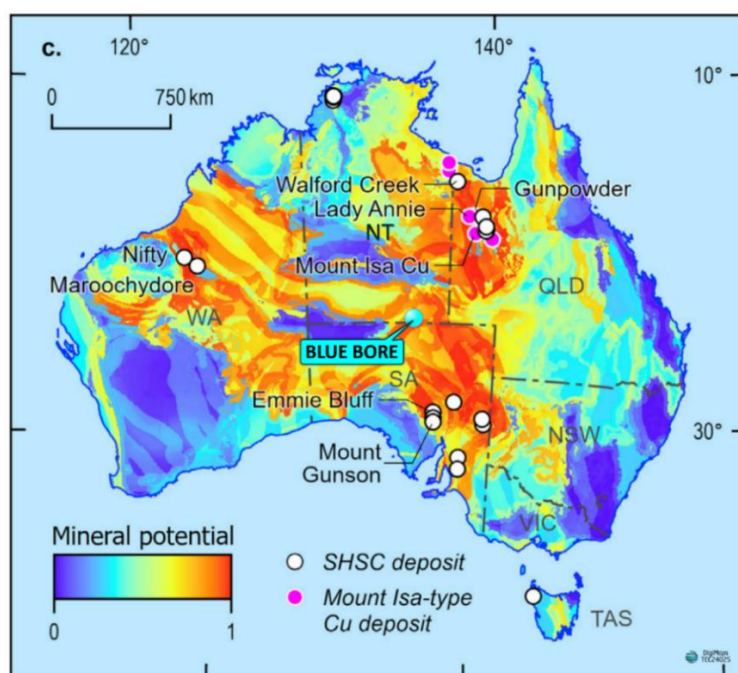 c.
120°
140°
10°
0
750 km
Walford Creek
Gunpowder
Lady Annie
NT
Mount Isa Cu
Nifty
Maroochydore
QLD
WA
BLUE BORE
SA
Emmie Bluff
NSW
30°
Mount
Gunson
VIC
Mineral potential
0
1
SHSC deposit
Mount Isa-type
Cu deposit
TAS
DigiMaps
TEC24025